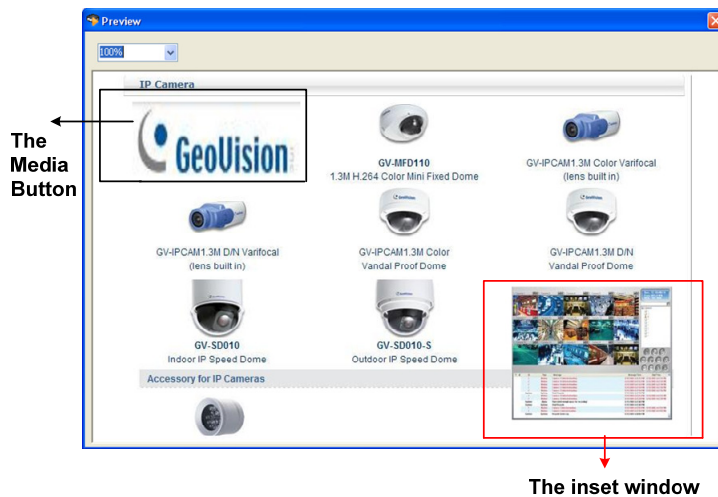 Preview
100%
IP Camera
The
Media
Button
GeoVision
GV-MFD110
1.3M H.264 Color Mini Fixed Dome
GV-IPCAM1.3M Color Varifocal
(lens built in)
GV-IPCAM1.3M D/N Varifocal
(lens built in)
GV-IPCAM1.3M Color
Vandal Proof Dome
GV-IPCAM1.3M D/N
Vandal Proof Dome
GV-SD010
Indoor IP Speed Dome
GV-SD010-S
Outdoor IP Speed Dome
Accessory for IP Cameras
The inset window